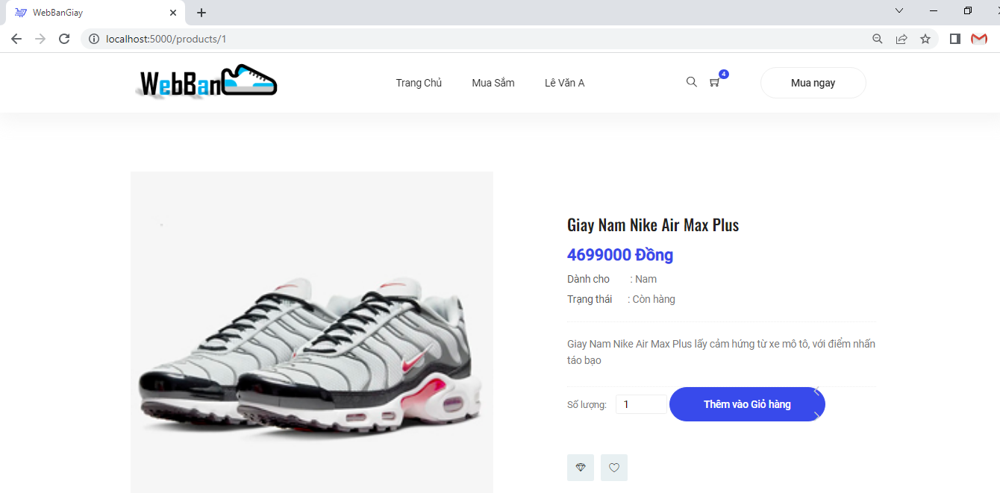 WebBanGiay
localhost:5000/products/1
WebBan
Trang Chủ
Mua Sắm
Lê Văn A
4
Mua ngay
Giay Nam Nike Air Max Plus
4699000 Đồng
Dành cho : Nam
Trạng thái : Còn hàng
Giay Nam Nike Air Max Plus lấy cảm hứng từ xe mô tô, với điểm nhấn
táo bạo
Số lượng: 1
Thêm vào Giỏ hàng